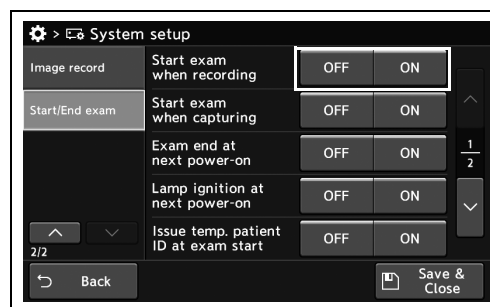 > System setup
Image record
Start/End exam
2/2
Start exam
when recording
OFF ON
Start exam
when capturing
OFF ON
Exam end at
next power-on
OFF ON
Lamp ignition at
next power-on
OFF ON
Issue temp. patient
ID at exam start
OFF ON
1
2
Back
Save &
Close